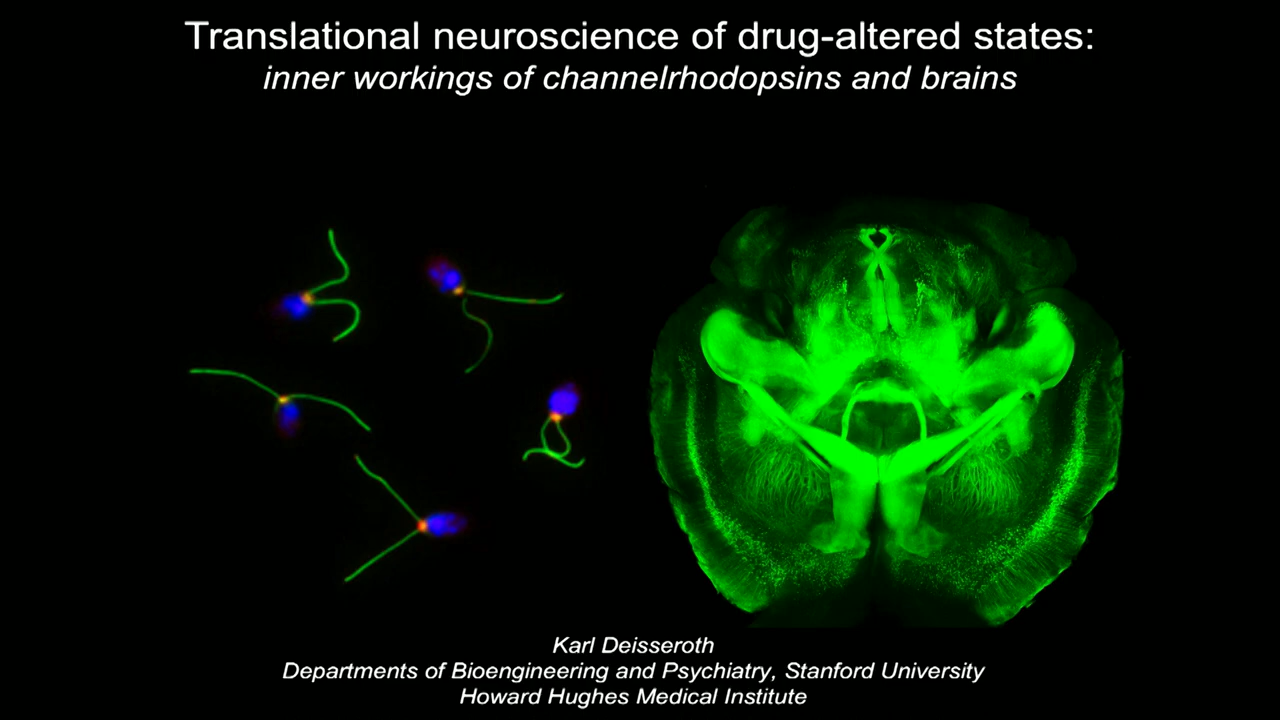 Translational neuroscience of drug-altered states:
inner workings of channelrhodopsins and brains
Karl Deisseroth
Departments of Bioengineering and Psychiatry, Stanford University
Howard Hughes Medical Institute